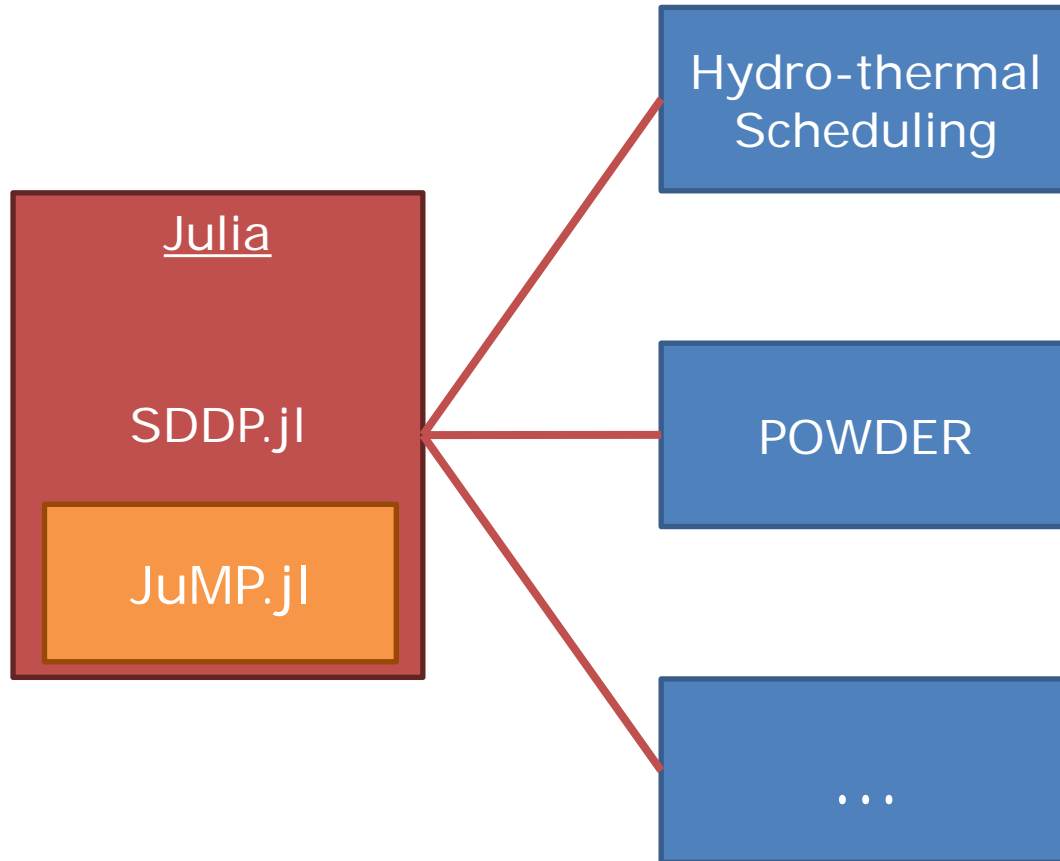 Hydro-thermal
Scheduling
Julia
SDDP.jl
POWDER
JuMP.jl
...